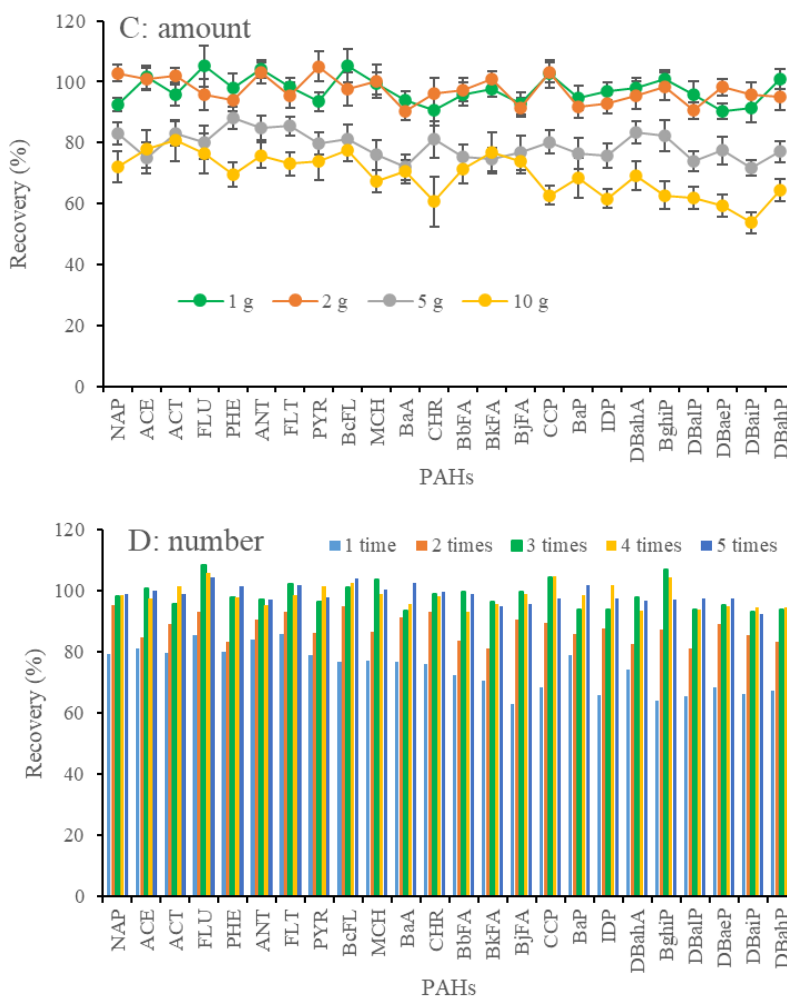 C: amount
120
100
80
60
40
20
0
Recovery (%)
1 g 2 g 5 g 10 g
NAP ACE ACT FLU PHE ANT FLT PYR BcFL MCH BaA CHR BbFA BkFA BjFA CCP BaP IDP DBahA BghiP DBalP DBaeP DBaiP DBahP
PAHs
D: number
1 time 2 times 3 times 4 times 5 times
120
100
80
60
40
20
0
Recovery (%)
NAP ACE ACT FLU PHE ANT FLT PYR BcFL MCH BaA CHR BbFA BkFA BjFA CCP BaP IDP DBahA BghiP DBalP DBaeP DBaiP DBahP
PAHs